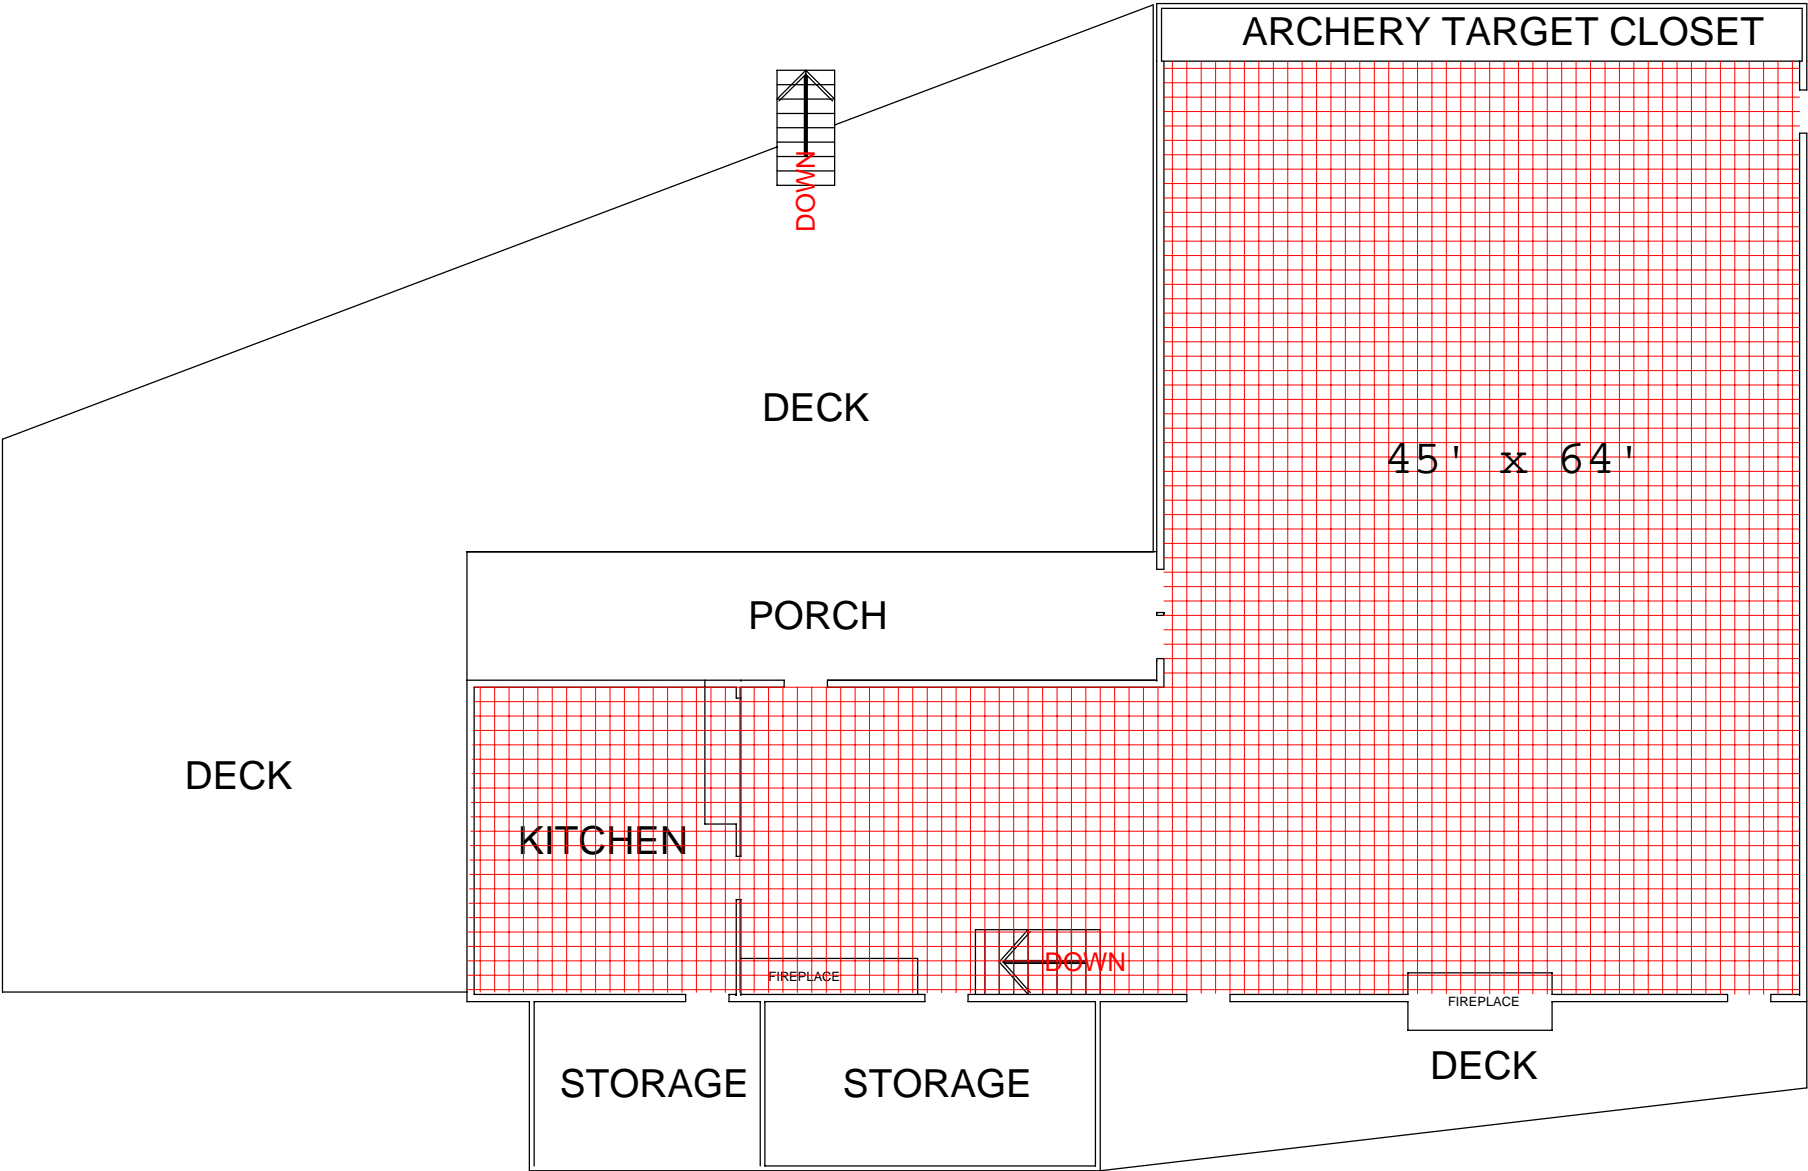 ARCHERY TARGET CLOSET
DOWN
DECK
45' x 64'
PORCH
DECK
KITCHEN
DOWN
FIREPLACE
FIREPLACE
DECK
STORAGE
STORAGE